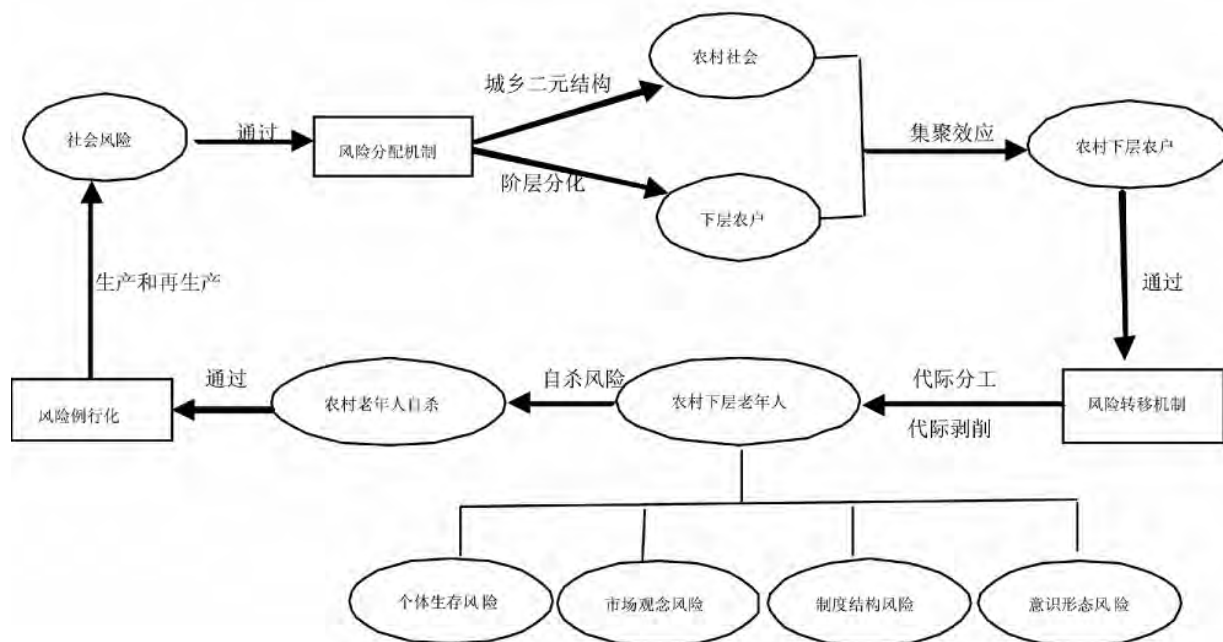 农村社会
城乡二元结构
社会风险
通过
风险分配机制
集聚效应
农村下层农户
阶层分化
下层农户
生产和再生产
通过
风险例行化
通过
农村老年人自杀
自杀风险
农村下层老年人
代际分工
代际剥削
风险转移机制
个体生存风险
市场观念风险
制度结构风险
意识形态风险